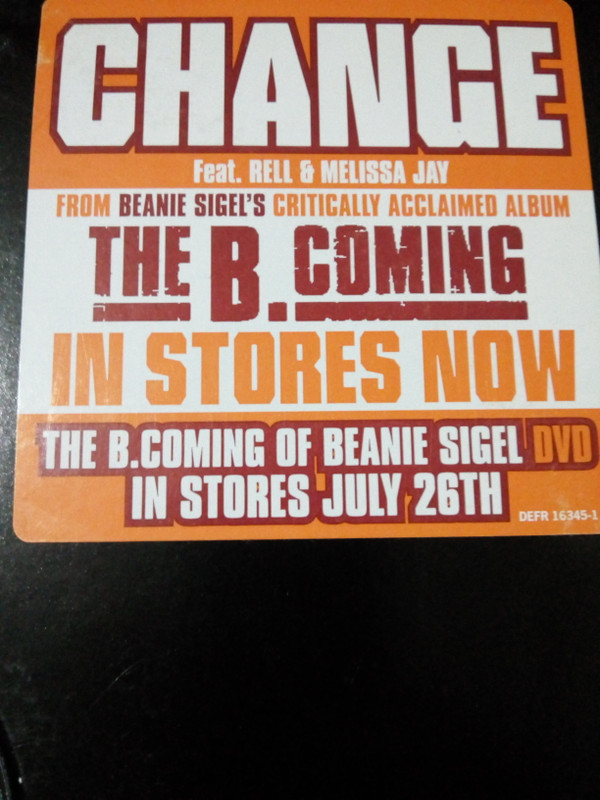 CHANGE
Feat. RELL & MELISSA JAY
FROM BEANIE SIGEL'S CRITICALLY ACCLAIMED ALBUM
THE B.COMING
IN STORES NOW
THE B.COMING OF BEANIE SIGEL DVD
IN STORES JULY 26TH
DEFR 16345-1